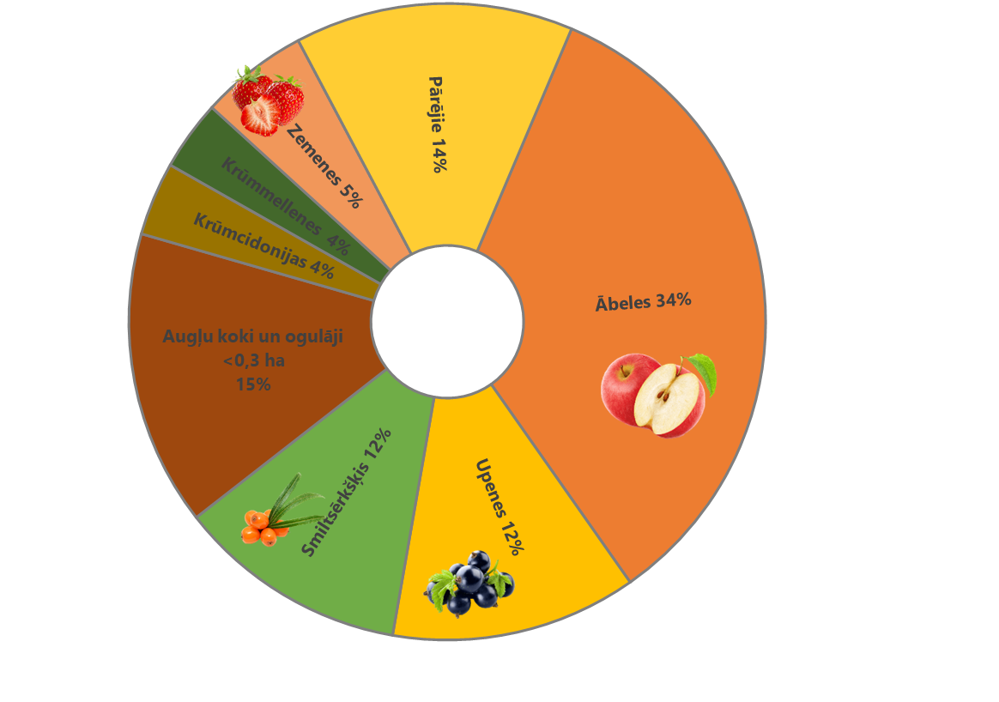 Pārējie 14%
Ābeles 34%
Upenes 12%
Smiltsērkšķis 12%
Augļu koki un ogulāji
<0,3 ha
15%
Krūmcidonijas 4%
Krūmmellenes 4%
Zemenes 5%